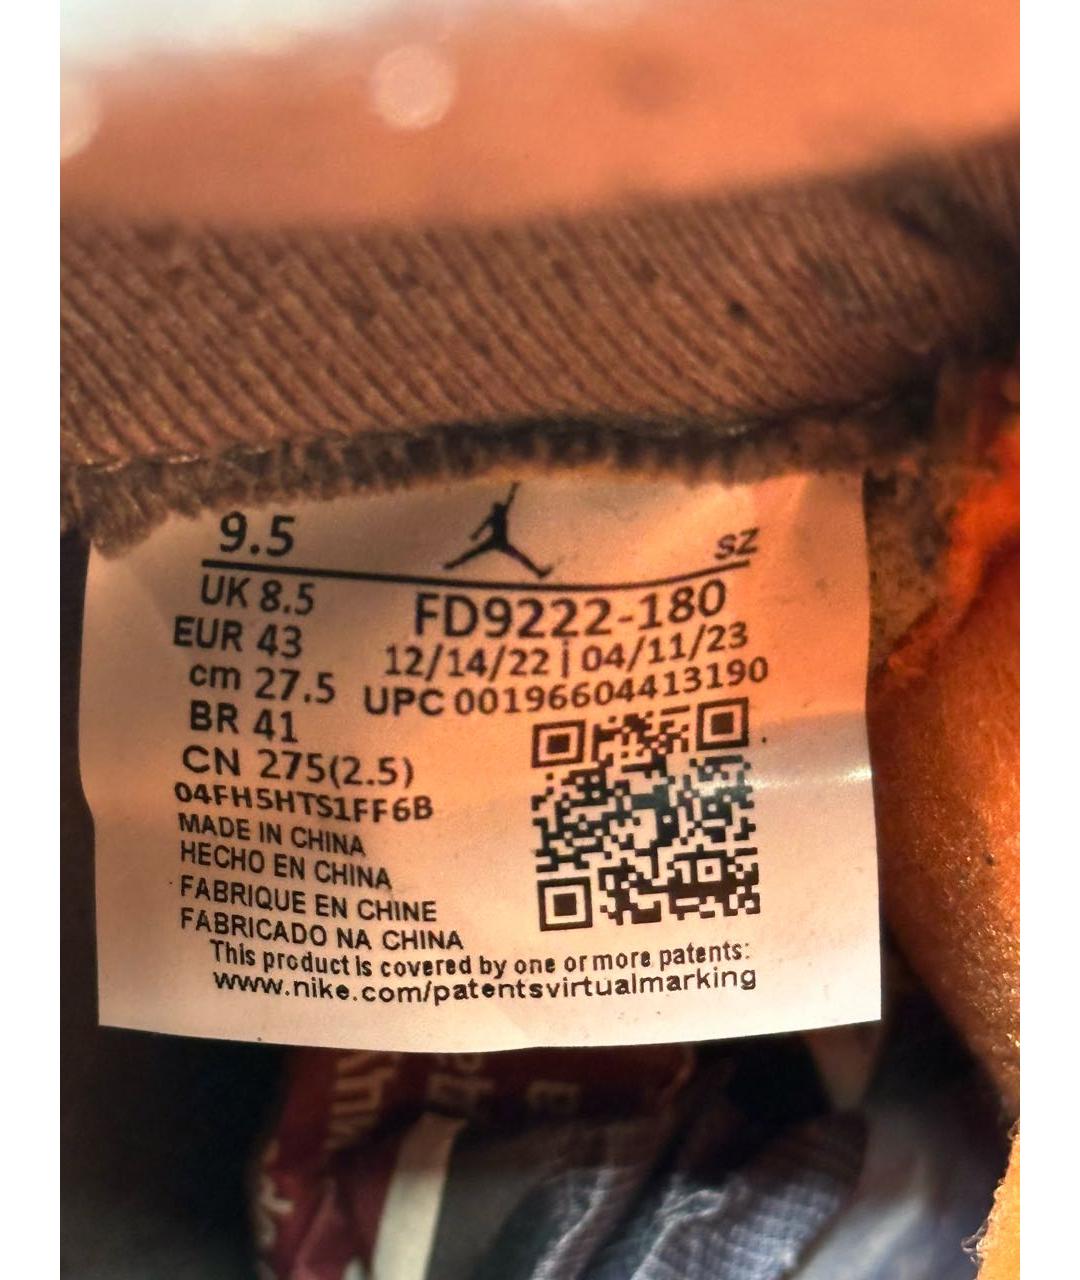 9.5 SZ
UK 8.5
EUR 43
cm 27.5
BR 41
CN 275(2.5)
04FH5HTS1FF6B
FD9222-180
12/14/22 | 04/11/23
UPC 00196604413190
MADE IN CHINA
HECHO EN CHINA
FABRIQUE EN CHINE
FABRICADO NA CHINA
This product is covered by one or more patents:
www.nike.com/patentsvirtualmarking